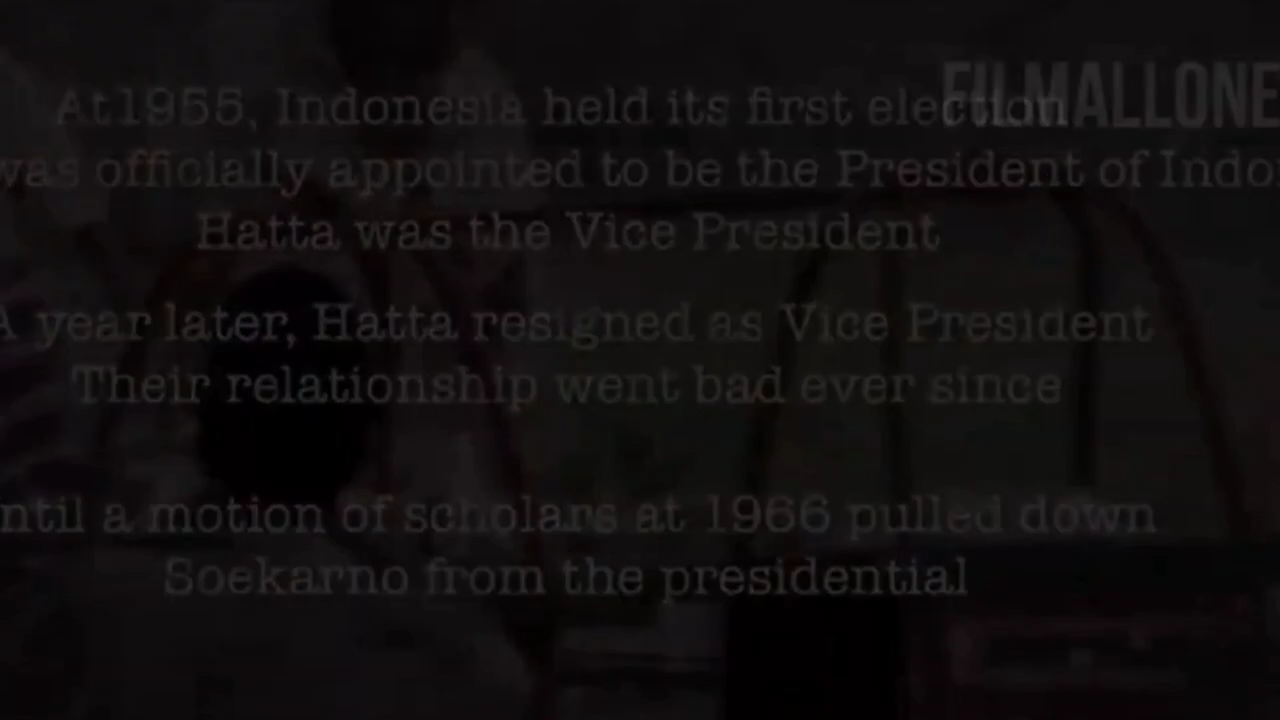 FILMALLONE
At1955, Indonesia held its first election
was officially appointed to be the President of Indo
Hatta was the Vice President
A year later, Hatta resigned as Vice President
Their relationship went bad ever since
ntil a motion of scholars at 1966 pulled down
Soekarno from the presidential